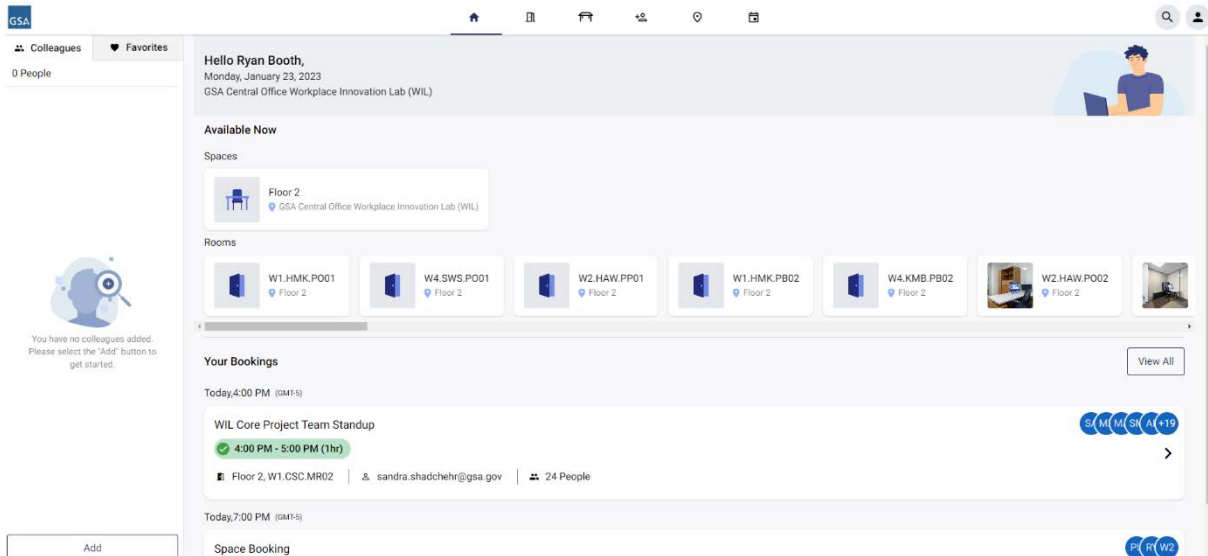 GSA
Colleagues
Favorites
0 People
You have no colleagues added.
Please select the "Add" button to
get started.
Add
Hello Ryan Booth,
Monday, January 23, 2023
GSA Central Office Workplace Innovation Lab (WIL)
Available Now
Spaces
Floor 2
GSA Central Office Workplace Innovation Lab (WIL)
Rooms
W1.HMK.PO01
Floor 2
W4.SWS.PO01
Floor 2
W2.HAW.PP01
Floor 2
W1.HMK.PB02
Floor 2
W4.KMB.PB02
Floor 2
W2.HAW.PO02
Floor 2
Your Bookings
View All
Today,4:00 PM (GMT-5)
WIL Core Project Team Standup
+19
4:00 PM - 5:00 PM (1hr)
Floor 2, W1.CSC.MR02
sandra.shadchehr@gsa.gov
24 People
Today,7:00 PM (GMT-5)
Space Booking
W2